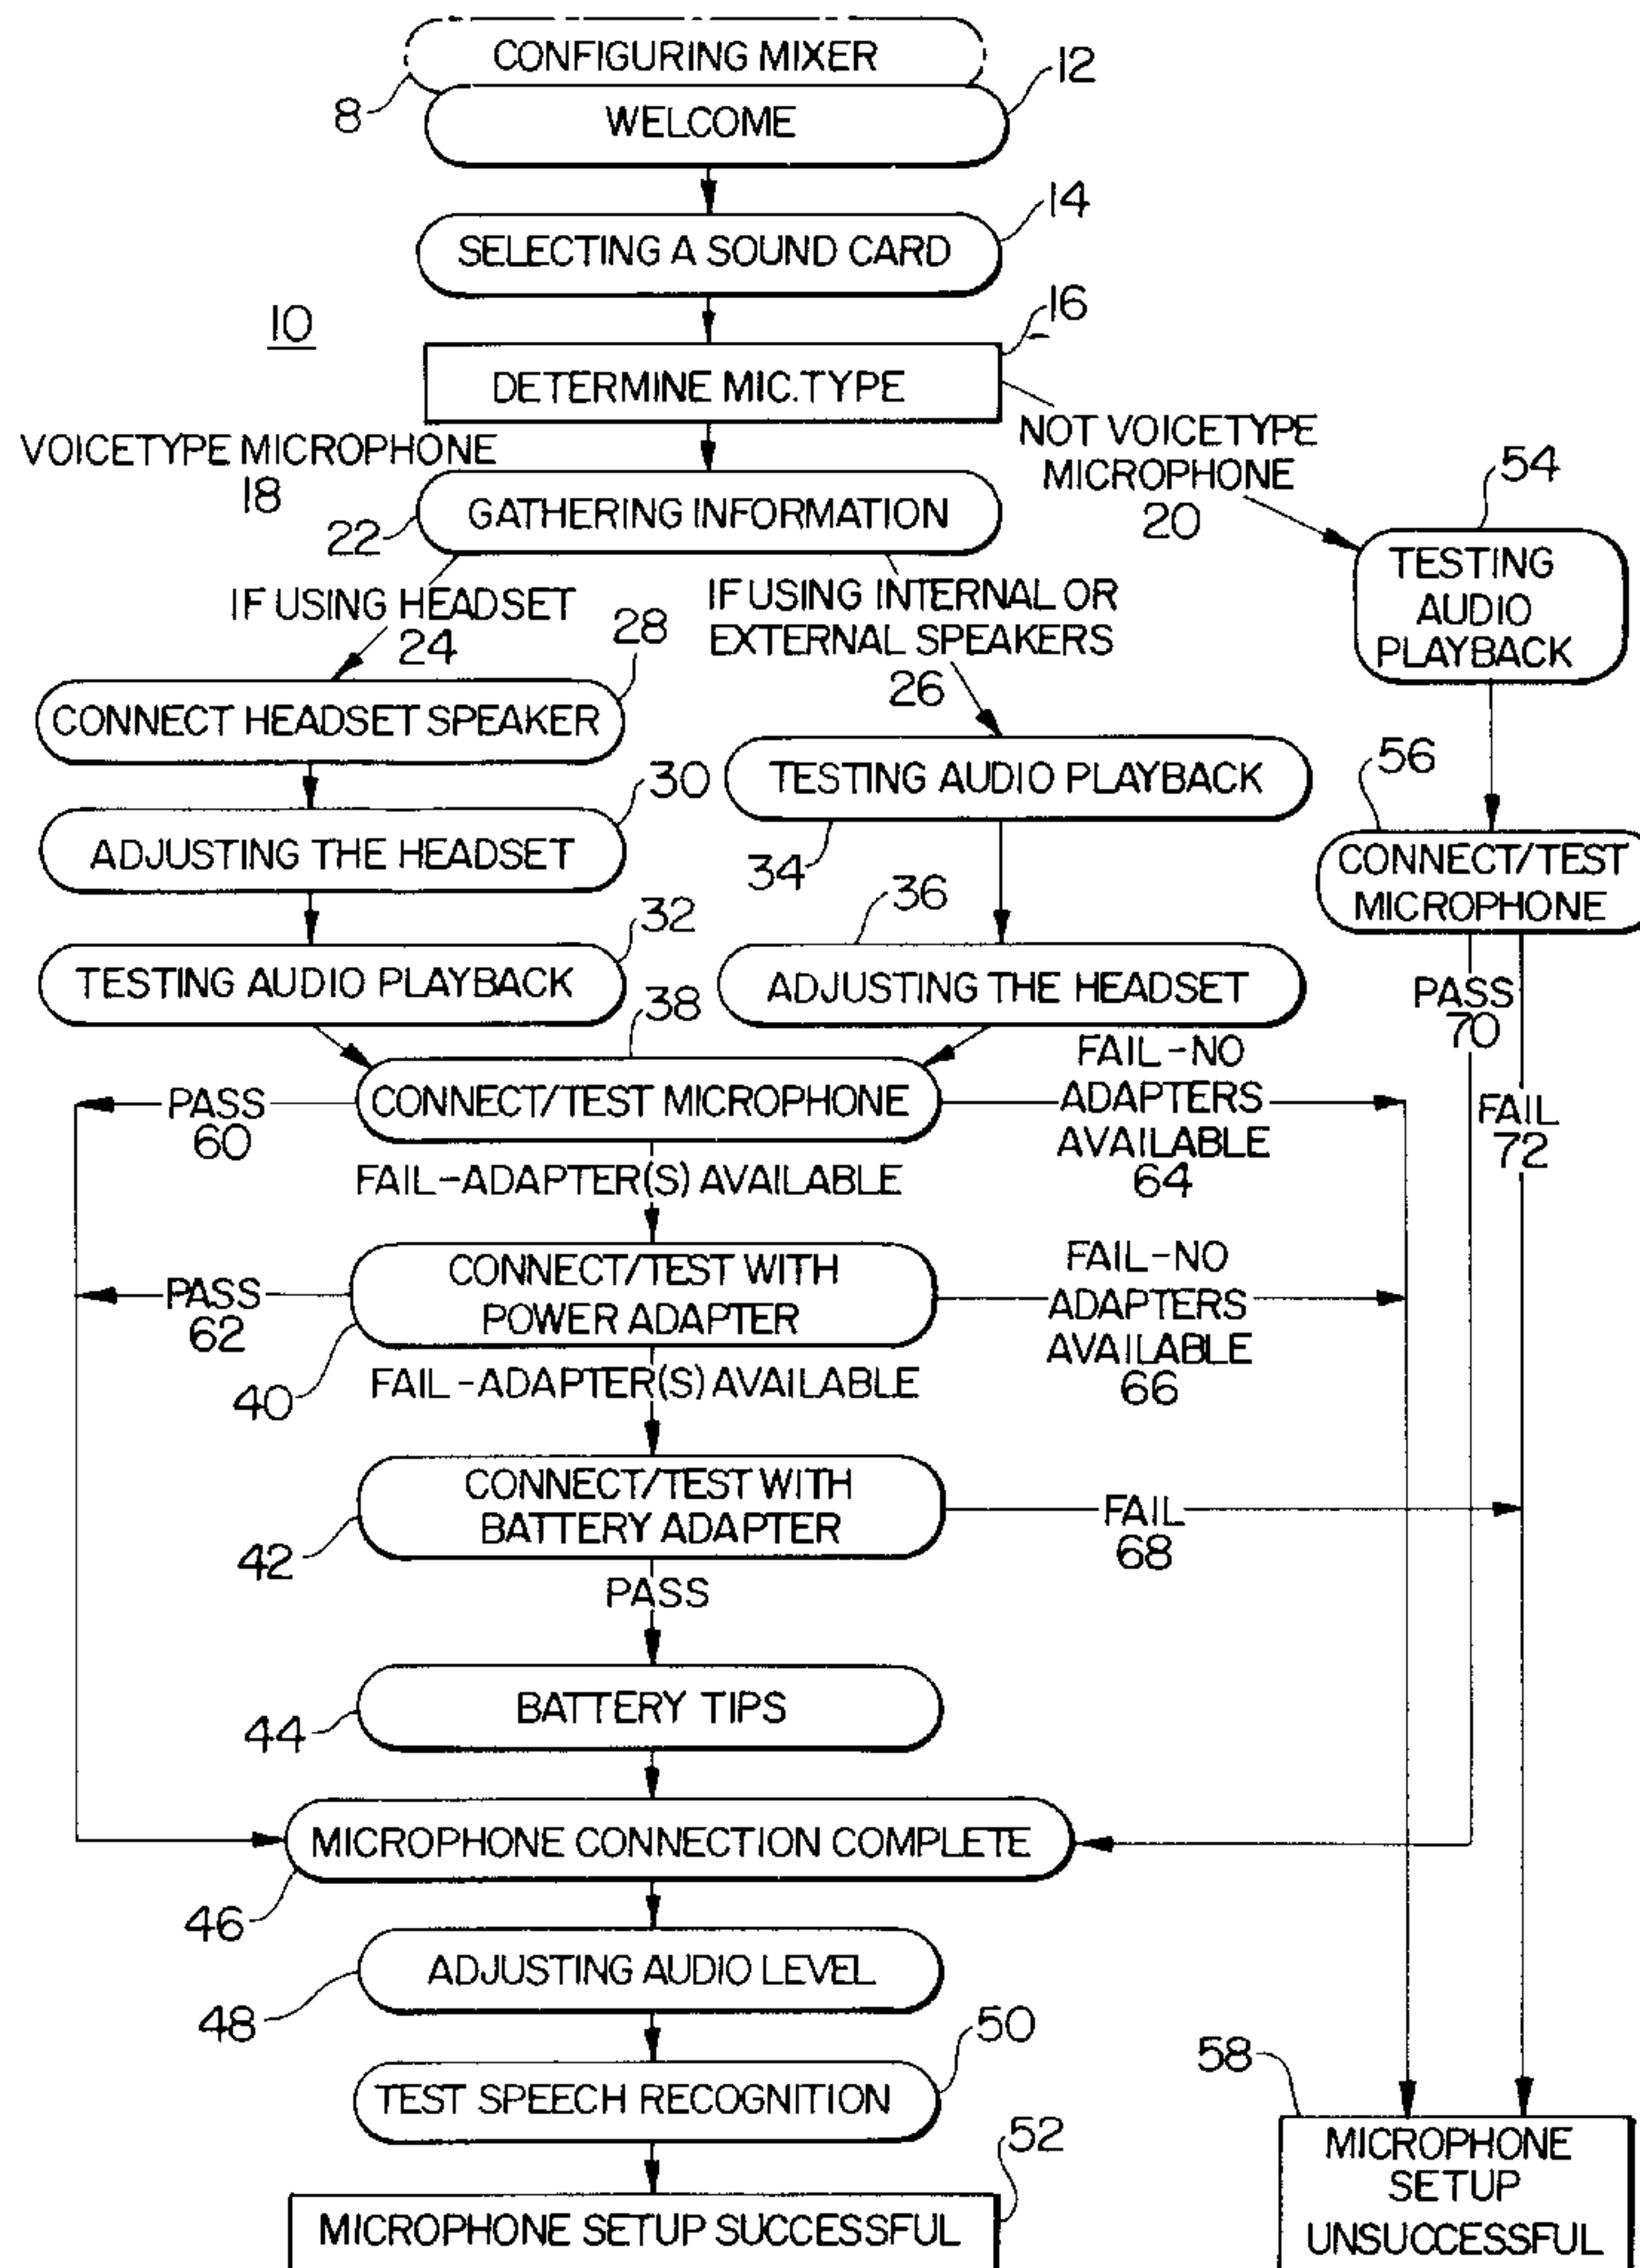 CONFIGURING MIXER
8
WELCOME
12
SELECTING A SOUND CARD
14
10
DETERMINE MIC. TYPE
16
VOICETYPE MICROPHONE
18
NOT VOICETYPE
MICROPHONE
20
GATHERING INFORMATION
22
IF USING HEADSET
24
IF USING INTERNAL OR
EXTERNAL SPEAKERS
26
54
TESTING
AUDIO
PLAYBACK
28
CONNECT HEADSET SPEAKER
30
ADJUSTING THE HEADSET
32
TESTING AUDIO PLAYBACK
TESTING AUDIO PLAYBACK
34
36
ADJUSTING THE HEADSET
56
CONNECT/TEST
MICROPHONE
PASS
70
FAIL
72
38
CONNECT/TEST MICROPHONE
PASS
60
FAIL-NO
ADAPTERS
AVAILABLE
64
FAIL-ADAPTER(S) AVAILABLE
CONNECT/TEST WITH
POWER ADAPTER
40
PASS
62
FAIL-NO
ADAPTERS
AVAILABLE
66
FAIL-ADAPTER(S) AVAILABLE
CONNECT/TEST WITH
BATTERY ADAPTER
42
FAIL
68
PASS
BATTERY TIPS
44
MICROPHONE CONNECTION COMPLETE
46
ADJUSTING AUDIO LEVEL
48
TEST SPEECH RECOGNITION
50
MICROPHONE SETUP SUCCESSFUL
52
58
MICROPHONE
SETUP
UNSUCCESSFUL